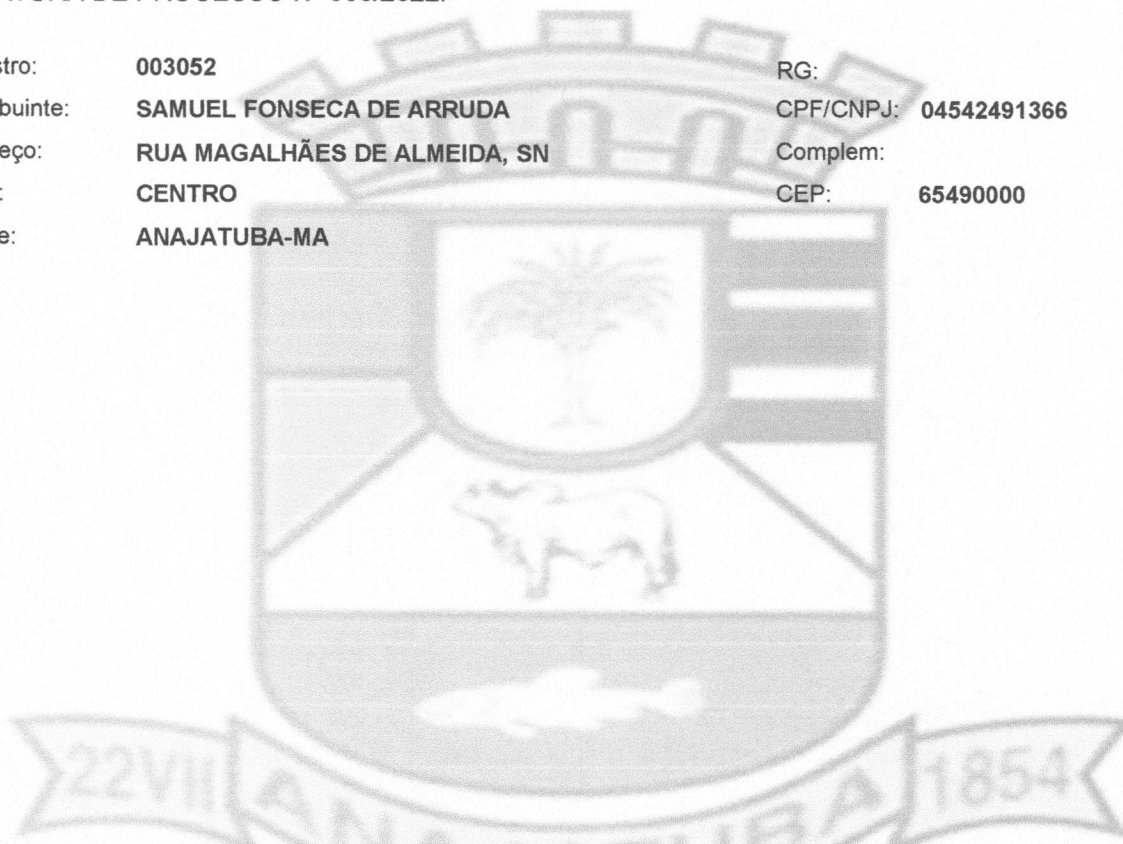 stro: 003052 RG:
buinte: SAMUEL FONSECA DE ARRUDA CPF/CNPJ: 04542491366
eço: RUA MAGALHÃES DE ALMEIDA, SN Complem:
: CENTRO CEP: 65490000
e: ANAJATUBA-MA
22VII 1854